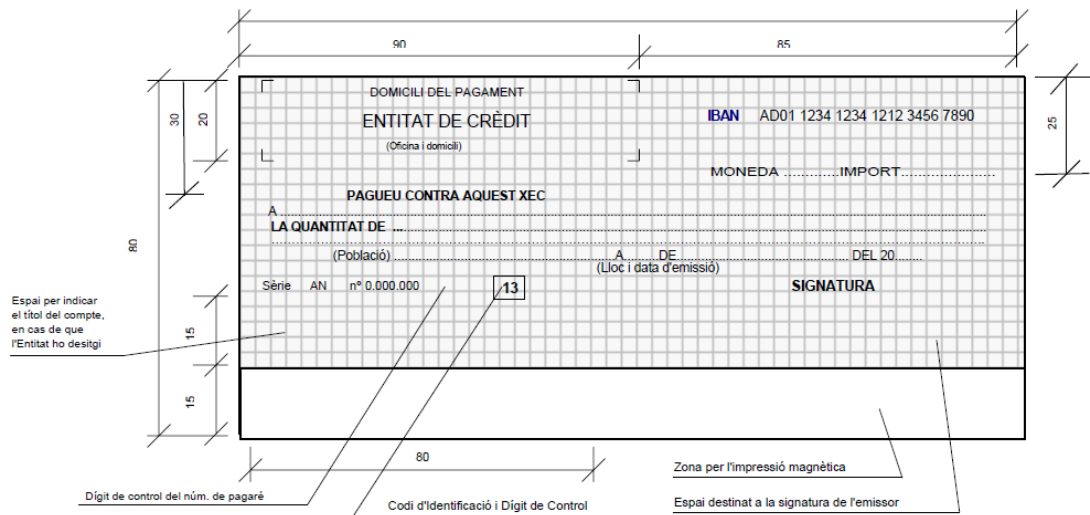 90
85
DOMICILI DEL PAGAMENT
ENTITAT DE CRÈDIT
(Oficina i domicili)
IBAN AD01 1234 1234 1212 3456 7890
30
20
25
MONEDA .............IMPORT......................
PAGUEU CONTRA AQUEST XEC
A
LA QUANTITAT DE ...
80
(Població) A DE DEL 20
(Lloc i data d'emissió)
Sèrie AN nº 0.000.000
13
SIGNATURA
Espai per indicar
el títol del compte,
en cas de que
l'Entitat ho desitgi
15
15
80
Zona per l'impressió magnètica
Dígit de control del núm. de pagaré
Codi d'Identificació i Dígit de Control
Espai destinat a la signatura de l'emissor